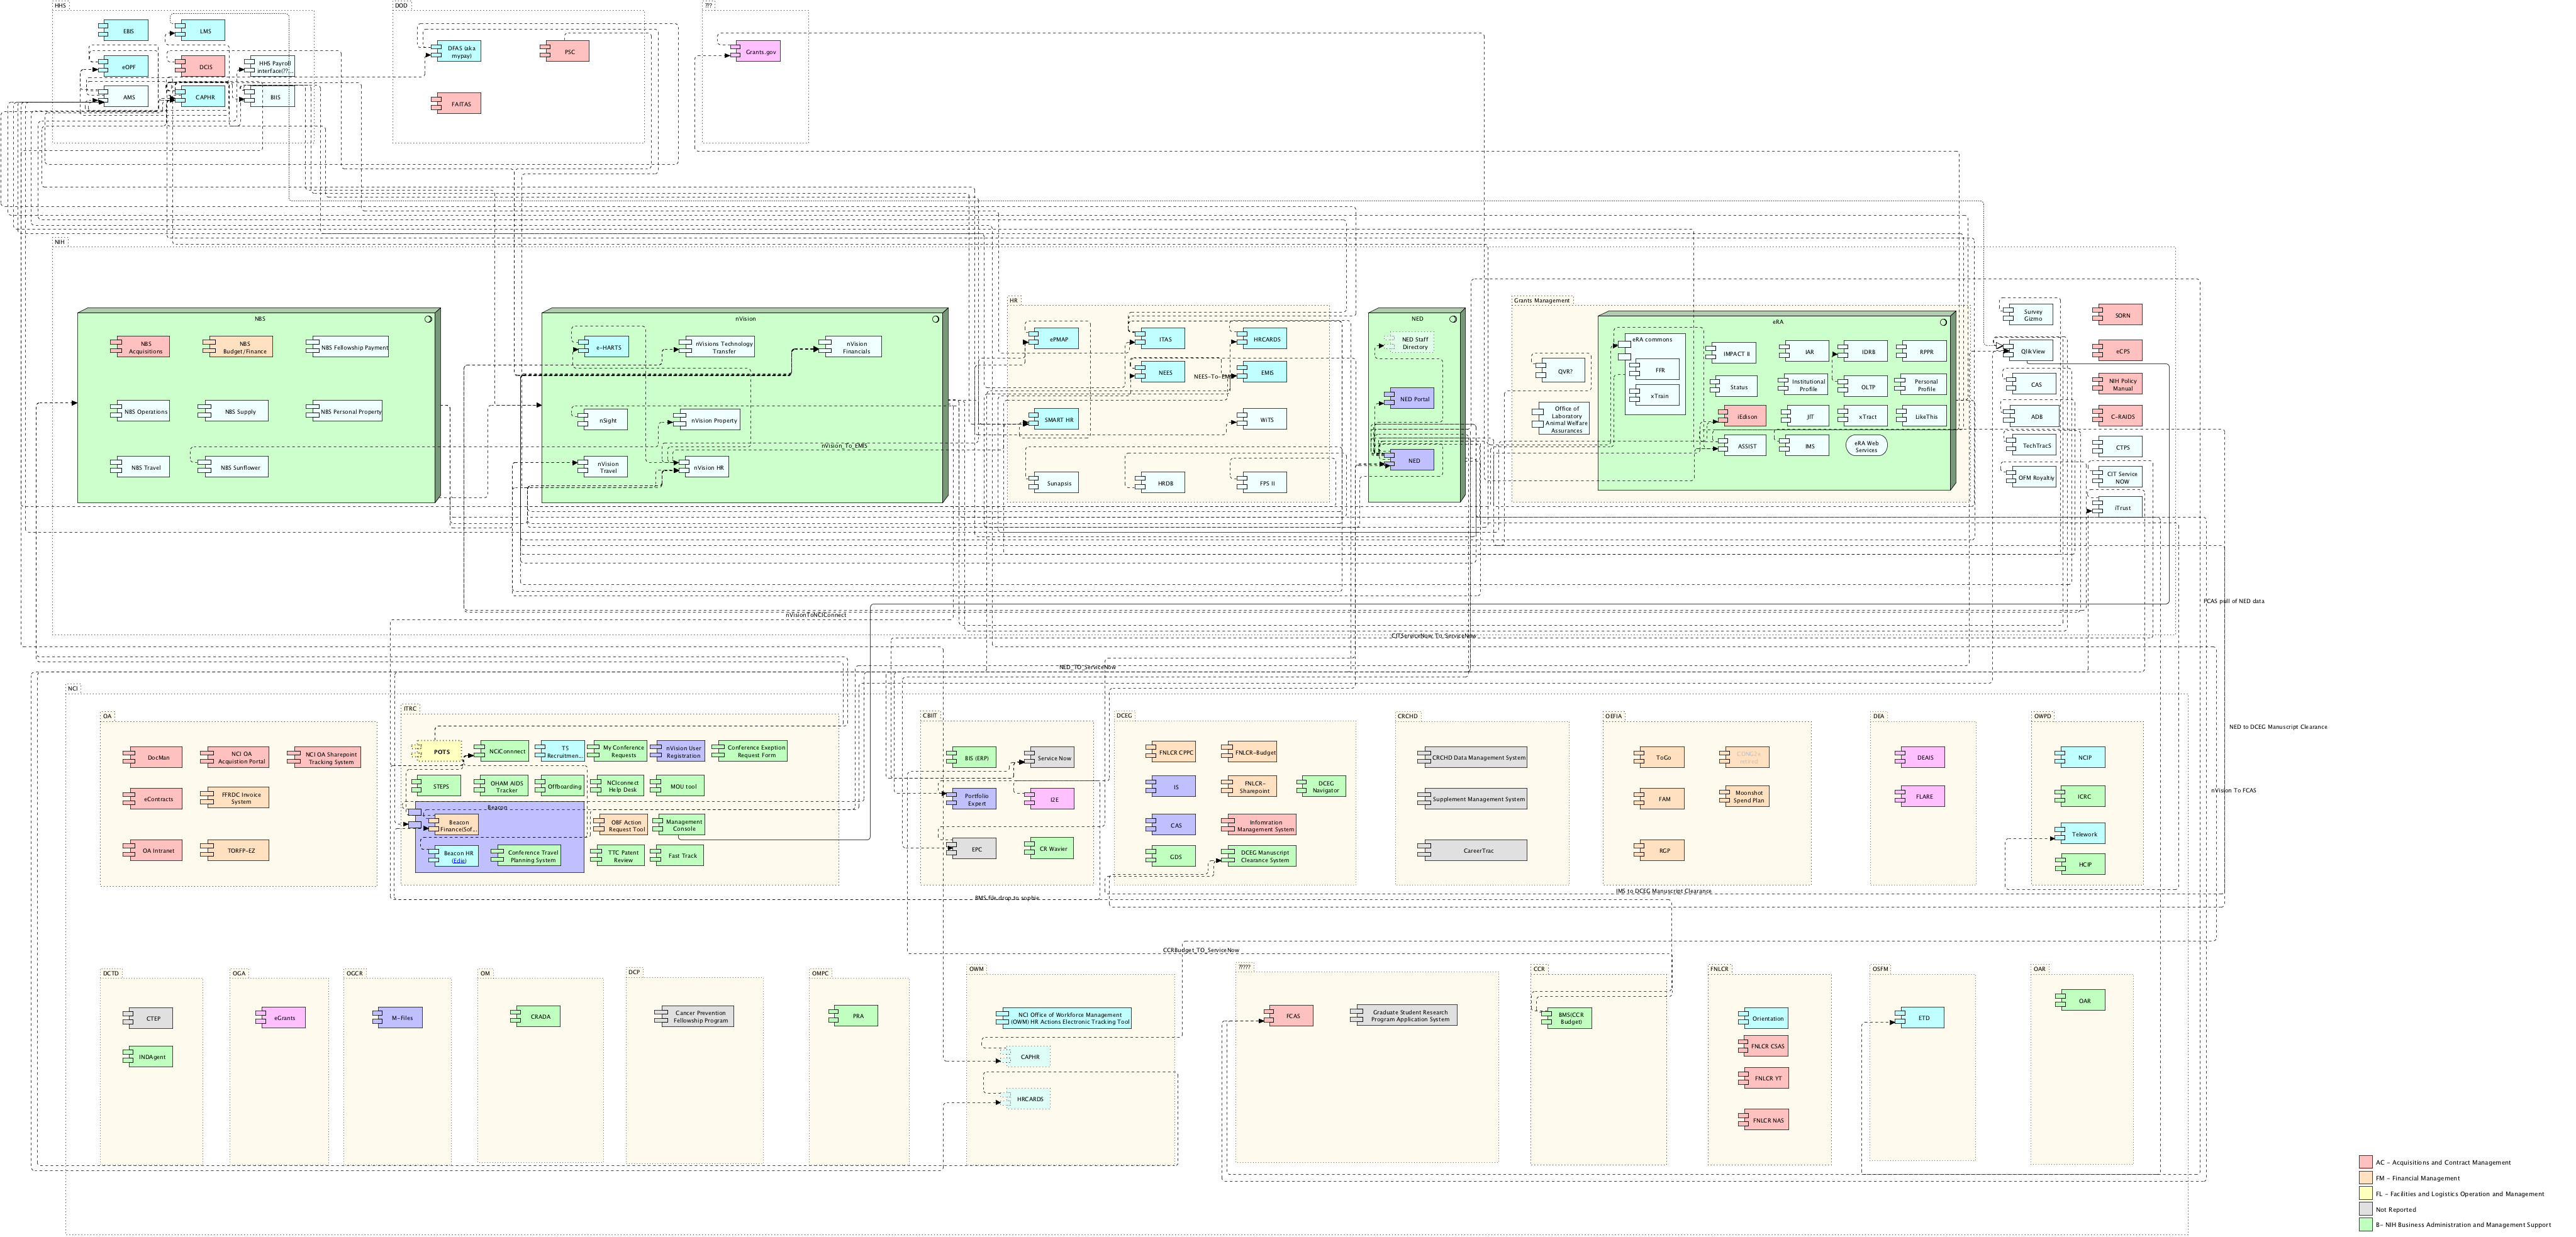 HHS
EBIS
LMS
eOPF
DCIS
HHS Payroll
interface(??...
AMS
CAPHR
BIIS
DOD
DFAS (aka
mypay)
PSC
FAITAS
???
Grants.gov
NIH
NBS
NBS
Acquisitions
NBS
Budget/Finance
NBS Fellowship Payment
NBS Operations
NBS Supply
NBS Personal Property
NBS Travel
NBS Sunflower
nVision
e-HARTS
nVisions Technology
Transfer
nVision
Financials
nSight
nVision Property
nVision_To_EMIS
nVision
Travel
nVision HR
HR
ePMAP
ITAS
HRCARDS
NEES
NEES-To-EMIS
EMIS
SMART HR
WiTS
Sunapsis
HRDB
FPS II
NED
NED Staff
Directory
NED Portal
NED
Grants Management
QVR?
Office of
Laboratory
Animal Welfare
Assurances
eRA
eRA commons
FFR
xTrain
IMPACT II
IAR
IDRB
RPPR
Status
Institutional
Profile
OLTP
Personal
Profile
iEdison
JIT
xTract
LikeThis
ASSIST
IMS
eRA Web
Services
Survey
Gizmo
SORN
QlikView
eCPS
CAS
NIH Policy
Manual
ADB
C-RAIDS
TechTracS
CTPS
OFM Royaltiy
CIT Service
NOW
iTrust
FCAS pull of NED data
nVisionToNCIConnect
CITServiceNow_To_ServiceNow
NED_TO_ServiceNow
NED to DCEG Manuscript Clearance
nVision To FCAS
NCI
OA
DocMan
NCI OA
Acquistion Portal
NCI OA Sharepoint
Tracking System
eContracts
FFRDC Invoice
System
OA Intranet
TORFP-EZ
ITRC
POTS
NCIConnnect
TS
Recruitmen...
My Conference
Requests
nVision User
Registration
Conference Exeption
Request Form
STEPS
OHAM AIDS
Tracker
Offboarding
NCIconnect
Help Desk
MOU tool
Beacon
Beacon
Finance(Sof...
OBF Action
Request Tool
Management
Console
Beacon HR
(Edie)
Conference Travel
Planning System
TTC Patent
Review
Fast Track
CBIIT
BIS (ERP)
Service Now
Portfolio
Expert
I2E
EPC
CR Wavier
DCEG
FNLCR CPPC
FNLCR-Budget
IS
FNLCR-
Sharepoint
DCEG
Navigator
CAS
Infomration
Management System
GDS
DCEG Manuscript
Clearance System
CRCHD
CRCHD Data Management System
Supplement Management System
CareerTrac
OEFIA
ToGo
FAM
Moonshot
Spend Plan
RGP
DEA
DEAIS
FLARE
OWPD
NCIP
ICRC
Telework
HCIP
IMS to DCEG Manuscript Clearance
BMS file drop to sophie
CCRBudget_TO_ServiceNow
DCTD
CTEP
INDAgent
OGA
eGrants
OGCR
M-Files
OM
CRADA
DCP
Cancer Prevention
Fellowship Program
OMPC
PRA
OWM
NCI Office of Workforce Management
(OWM) HR Actions Electronic Tracking Tool
CAPHR
HRCARDS
?????
FCAS
Graduate Student Research
Program Application System
CCR
BMS(CCR
Budget)
FNLCR
Orientation
FNLCR CSAS
FNLCR YT
FNLCR NAS
OSFM
ETD
OAR
OAR
AC - Acquisitions and Contract Management
FM - Financial Management
FL - Facilities and Logistics Operation and Management
Not Reported
B- NIH Business Administration and Management Support